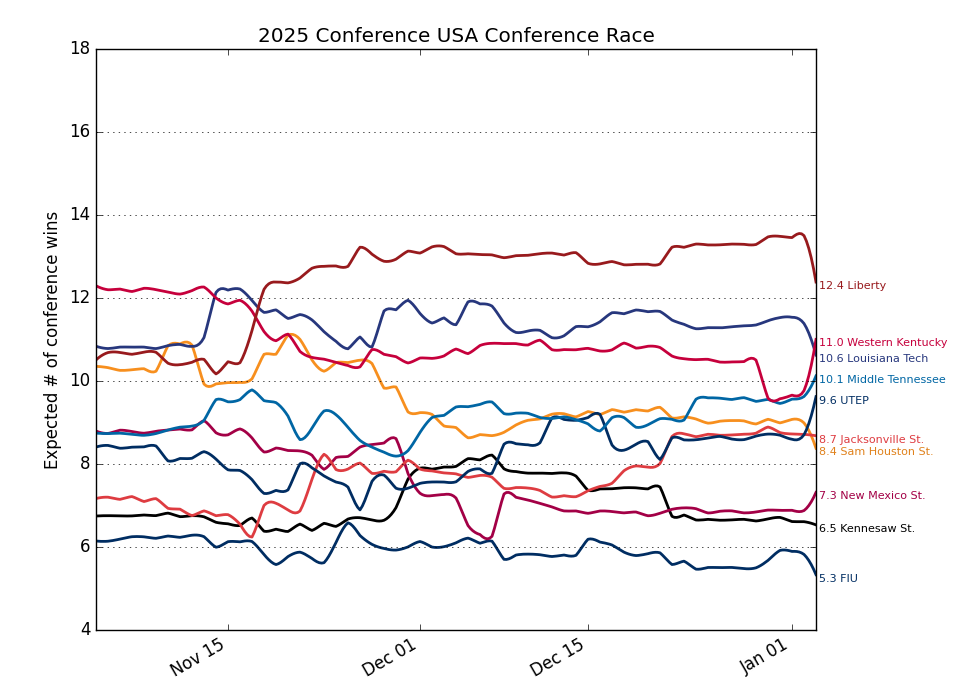 2025 Conference USA Conference Race
Expected # of conference wins
18
16
14
12
10
8
6
4
12.4 Liberty
11.0 Western Kentucky
10.6 Louisiana Tech
10.1 Middle Tennessee
9.6 UTEP
8.7 Jacksonville St.
8.4 Sam Houston St.
7.3 New Mexico St.
6.5 Kennesaw St.
5.3 FIU
Nov 15
Dec 01
Dec 15
Jan 01